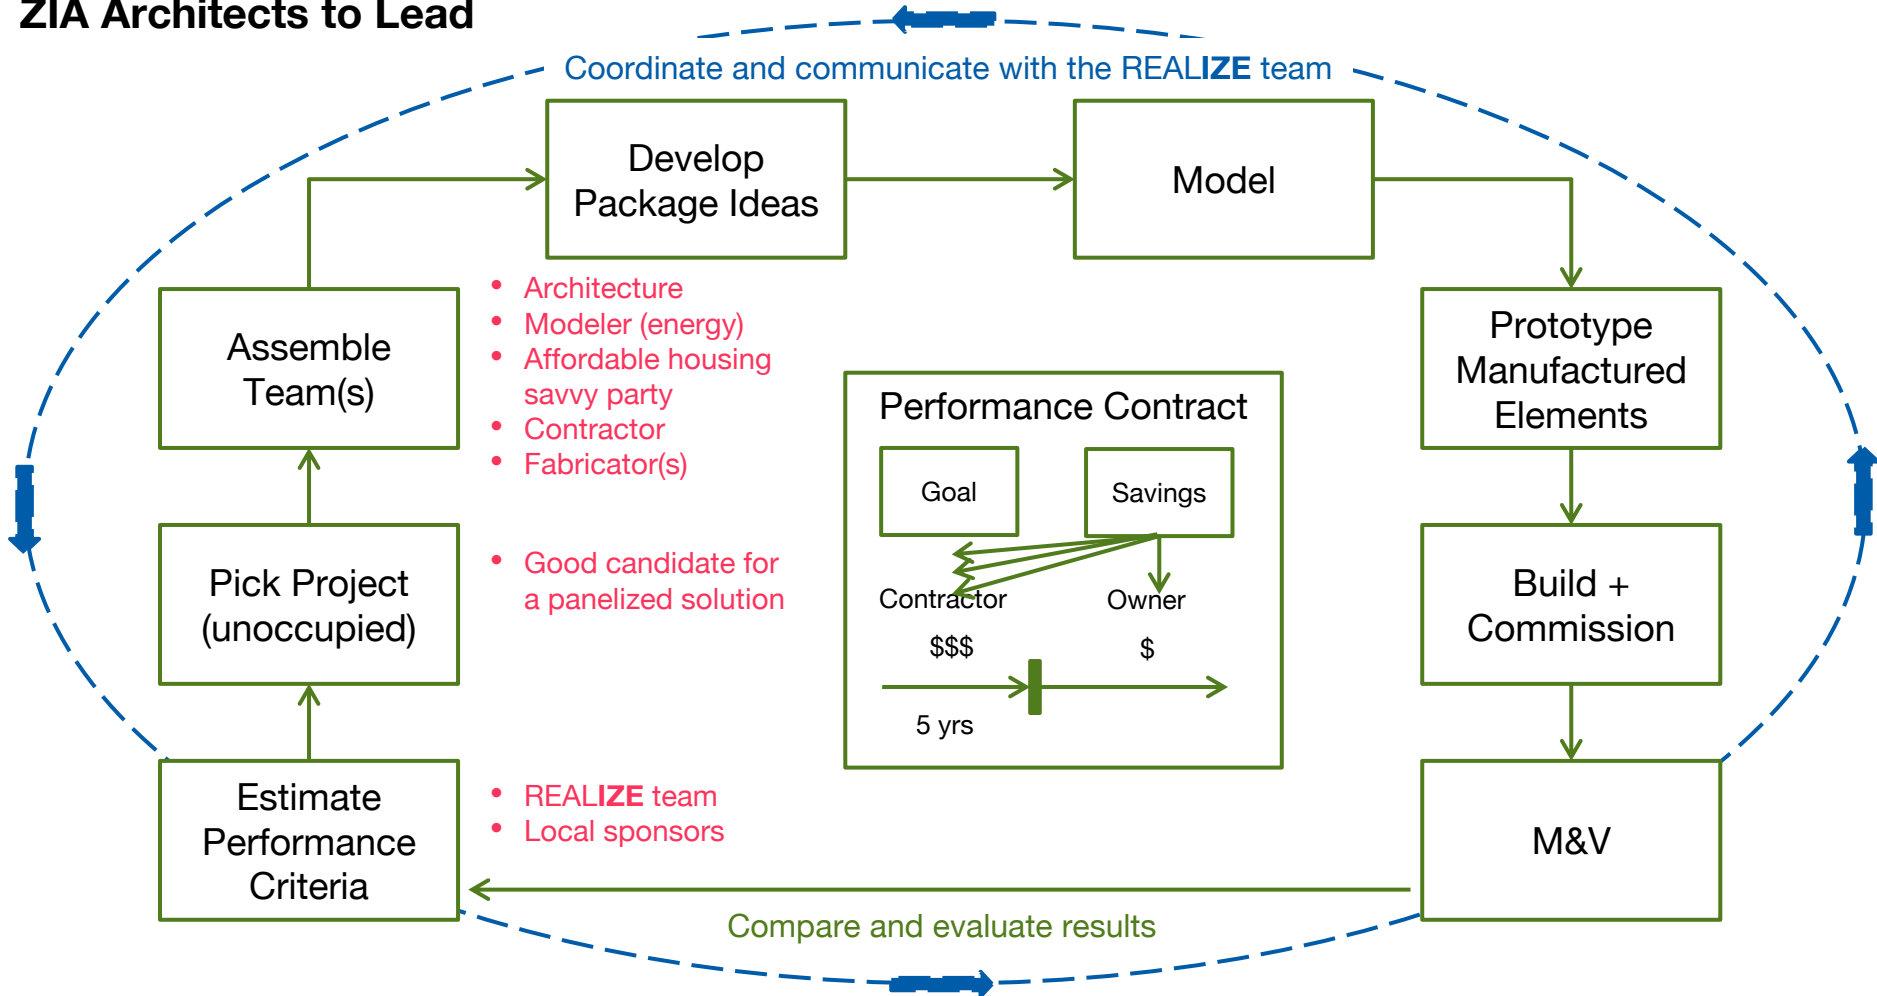 ZIA Architects to Lead
Coordinate and communicate with the REALIZE team
Develop
Package Ideas
Model
Assemble
Team(s)
• Architecture
• Modeler (energy)
• Affordable housing
savvy party
• Contractor
• Fabricator(s)
Prototype
Manufactured
Elements
Performance Contract
Goal
Savings
Contractor
Owner
$$$
$
5 yrs
Pick Project
(unoccupied)
• Good candidate for
a panelized solution
Build +
Commission
Estimate
Performance
Criteria
• REALIZE team
• Local sponsors
M&V
Compare and evaluate results